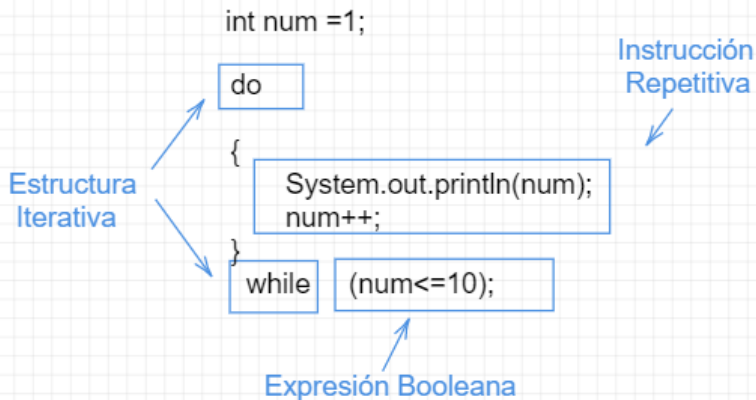 int num =1;
Instrucción
Repetitiva
do
{
System.out.println(num);
num++;
Estructura
Iterativa
}
while (num<=10);
Expresión Booleana